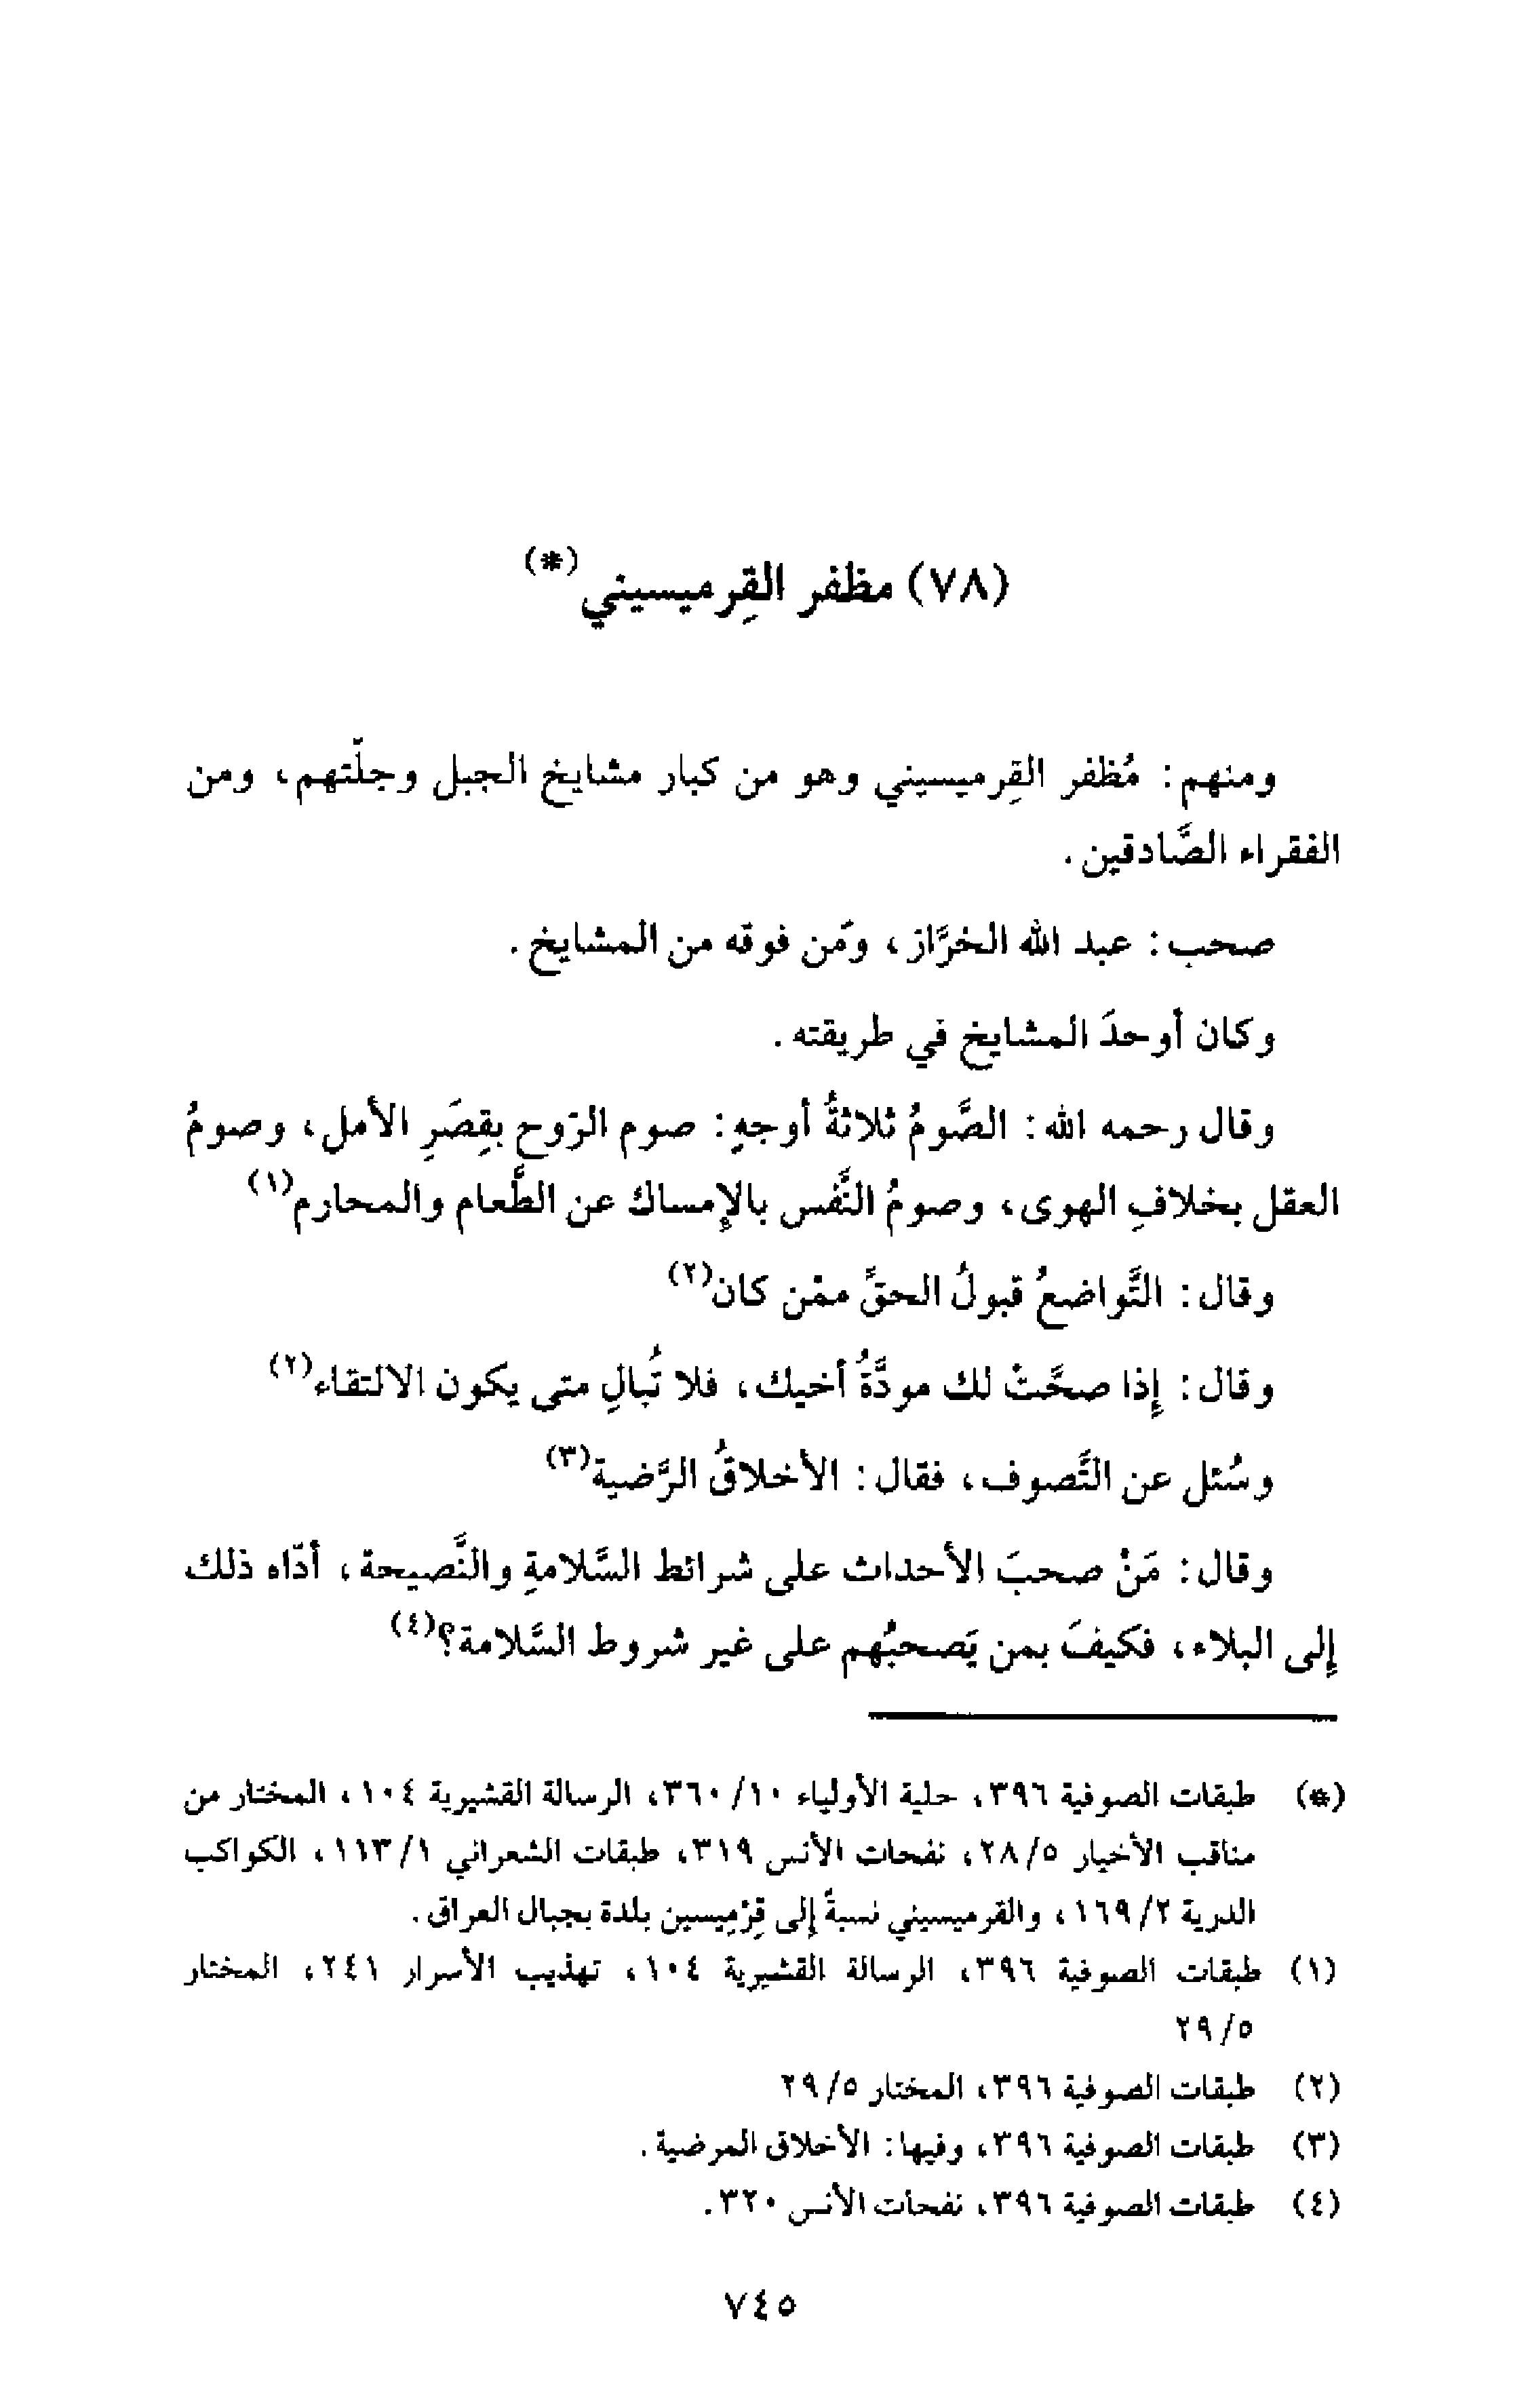 (٧٨) مظفر القِرميسيني (*)
ومنهم: مُظفر القِرميسيني وهو من كبار مشايخ الجبل وجلّتهم، ومن
الفقراء الصَّادقين.
صحب: عبد الله الخرَّاز، ومَن فوقه من المشايخ.
وكان أوحدَ المشايخ في طريقته.
وقال رحمه الله: الصَّومُ ثلاثةُ أوجهٍ: صوم الرّوح بقِصَرِ الأمل، وصومُ
العقل بخلافِ الهوى، وصومُ النَّفس بالإمساك عن الطَّعام والمحارم(١)
وقال: التَّواضعُ قبولُ الحقِّ ممّن كان(٢)
وقال: إذا صحَّتْ لك مودَّةُ أخيك، فلا تُبالِ متى يكون الالتقاء(٢)
وسُئل عن التَّصوف، فقال: الأخلاقُ الرَّضية(٣)
وقال: مَنْ صحبَ الأحداث على شرائط السَّلامةِ والنَّصيحة، أدّاه ذلك
إلى البلاء، فكيفَ بمن يَصحبُهم على غير شروط السَّلامة؟(٤)
(*) طبقات الصوفية ٣٩٦، حلية الأولياء ١٠/ ٣٦٠، الرسالة القشيرية ١٠٤، المختار من
مناقب الأخيار ٢٨/٥، نفحات الأنس ٣١٩، طبقات الشعراني ١١٣/١، الكواكب
الدرية ١٦٩/٢، والقرميسيني نسبةً إلى قِرْمِيسين بلدة بجبال العراق.
(١) طبقات الصوفية ٣٩٦، الرسالة القشيرية ١٠٤، تهذيب الأسرار ٢٤١، المختار
٢٩/٥
(٢) طبقات الصوفية ٣٩٦، المختار ٢٩/٥
(٣) طبقات الصوفية ٣٩٦، وفيها: الأخلاق المرضية.
(٤) طبقات الصوفية ٣٩٦، نفحات الأنس ٣٢٠.
٧٤٥